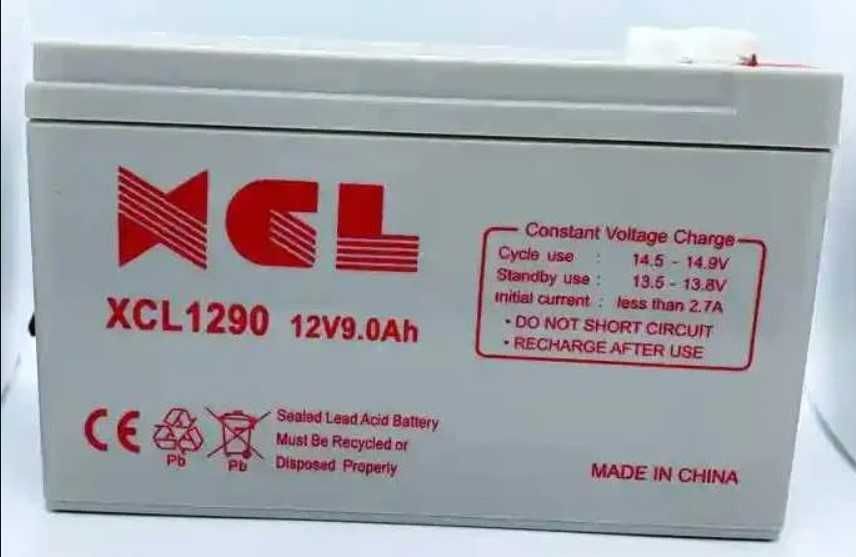 XCL
XCL1290 12V9.0Ah
Constant Voltage Charge
Cycle use : 14.5 - 14.9V
Standby use : 13.5 - 13.8V
Initial current : less than 2.7A
• DO NOT SHORT CIRCUIT
• RECHARGE AFTER USE
CE
Pb
Pb
Sealed Lead Acid Battery
Must Be Recycled or
Disposed Properly
MADE IN CHINA